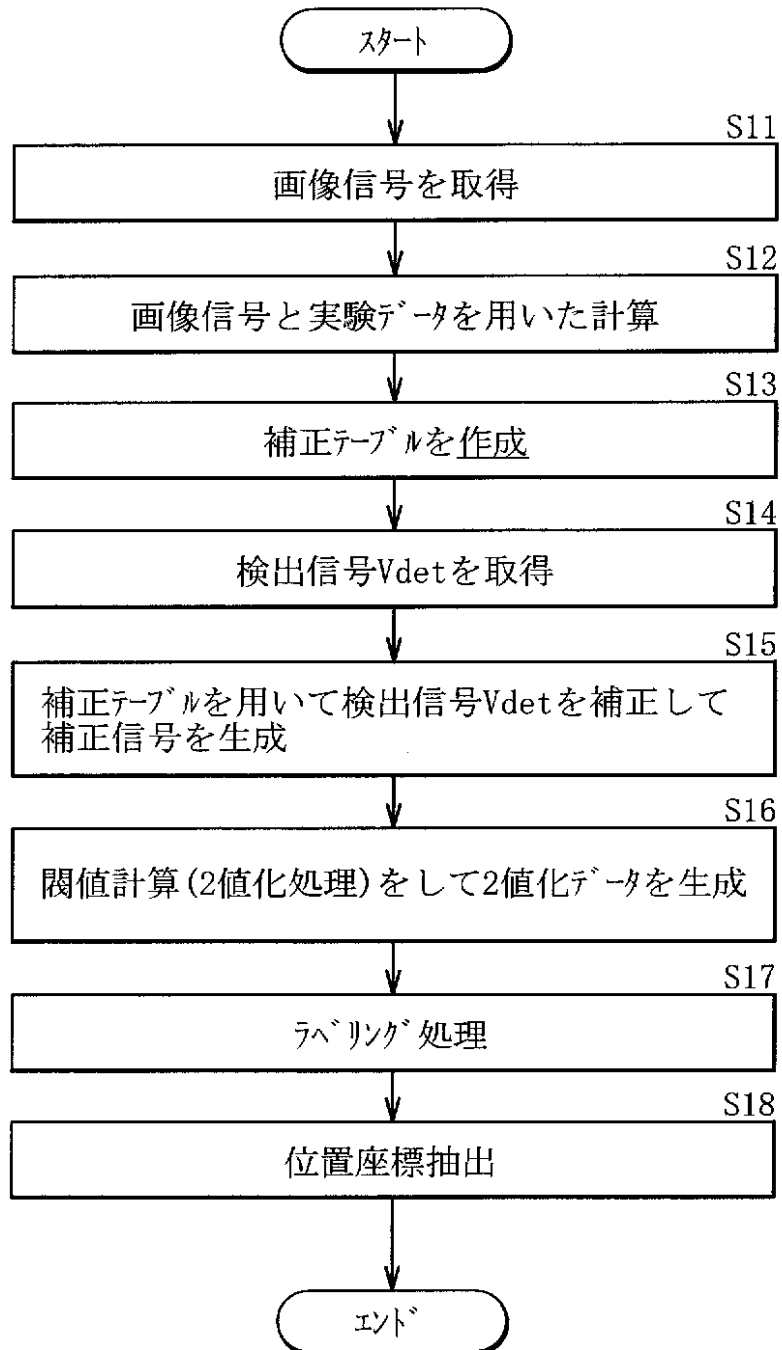 スタート
S11
画像信号を取得
S12
画像信号と実験ﾃﾞｰﾀを用いた計算
S13
補正ﾃｰﾌﾞﾙを作成
S14
検出信号Vdetを取得
S15
補正ﾃｰﾌﾞﾙを用いて検出信号Vdetを補正して
補正信号を生成
S16
閾値計算(2値化処理)をして2値化ﾃﾞｰﾀを生成
S17
ﾗﾍﾞﾘﾝｸﾞ処理
S18
位置座標抽出
ｴﾝﾄﾞ